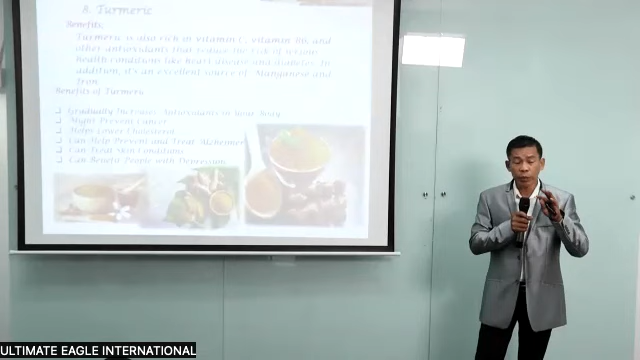 8. Turmeric
Benefits:
Turmeric is also rich in vitamin C, vitamin B6, and
other antioxidants that reduce the risk of serious
health conditions like heart disease and diabetes. In
addition, it's an excellent source of Manganese and
Iron.
Benefits of Turmeric
Gradually Increases Antioxidants in Your Body
Might Prevent Cancer
Helps Lower Cholesterol
Can Help Prevent and Treat Alzheimer
Can Treat Skin Conditions
Can Benefit People with Depression
ULTIMATE EAGLE INTERNATIONAL